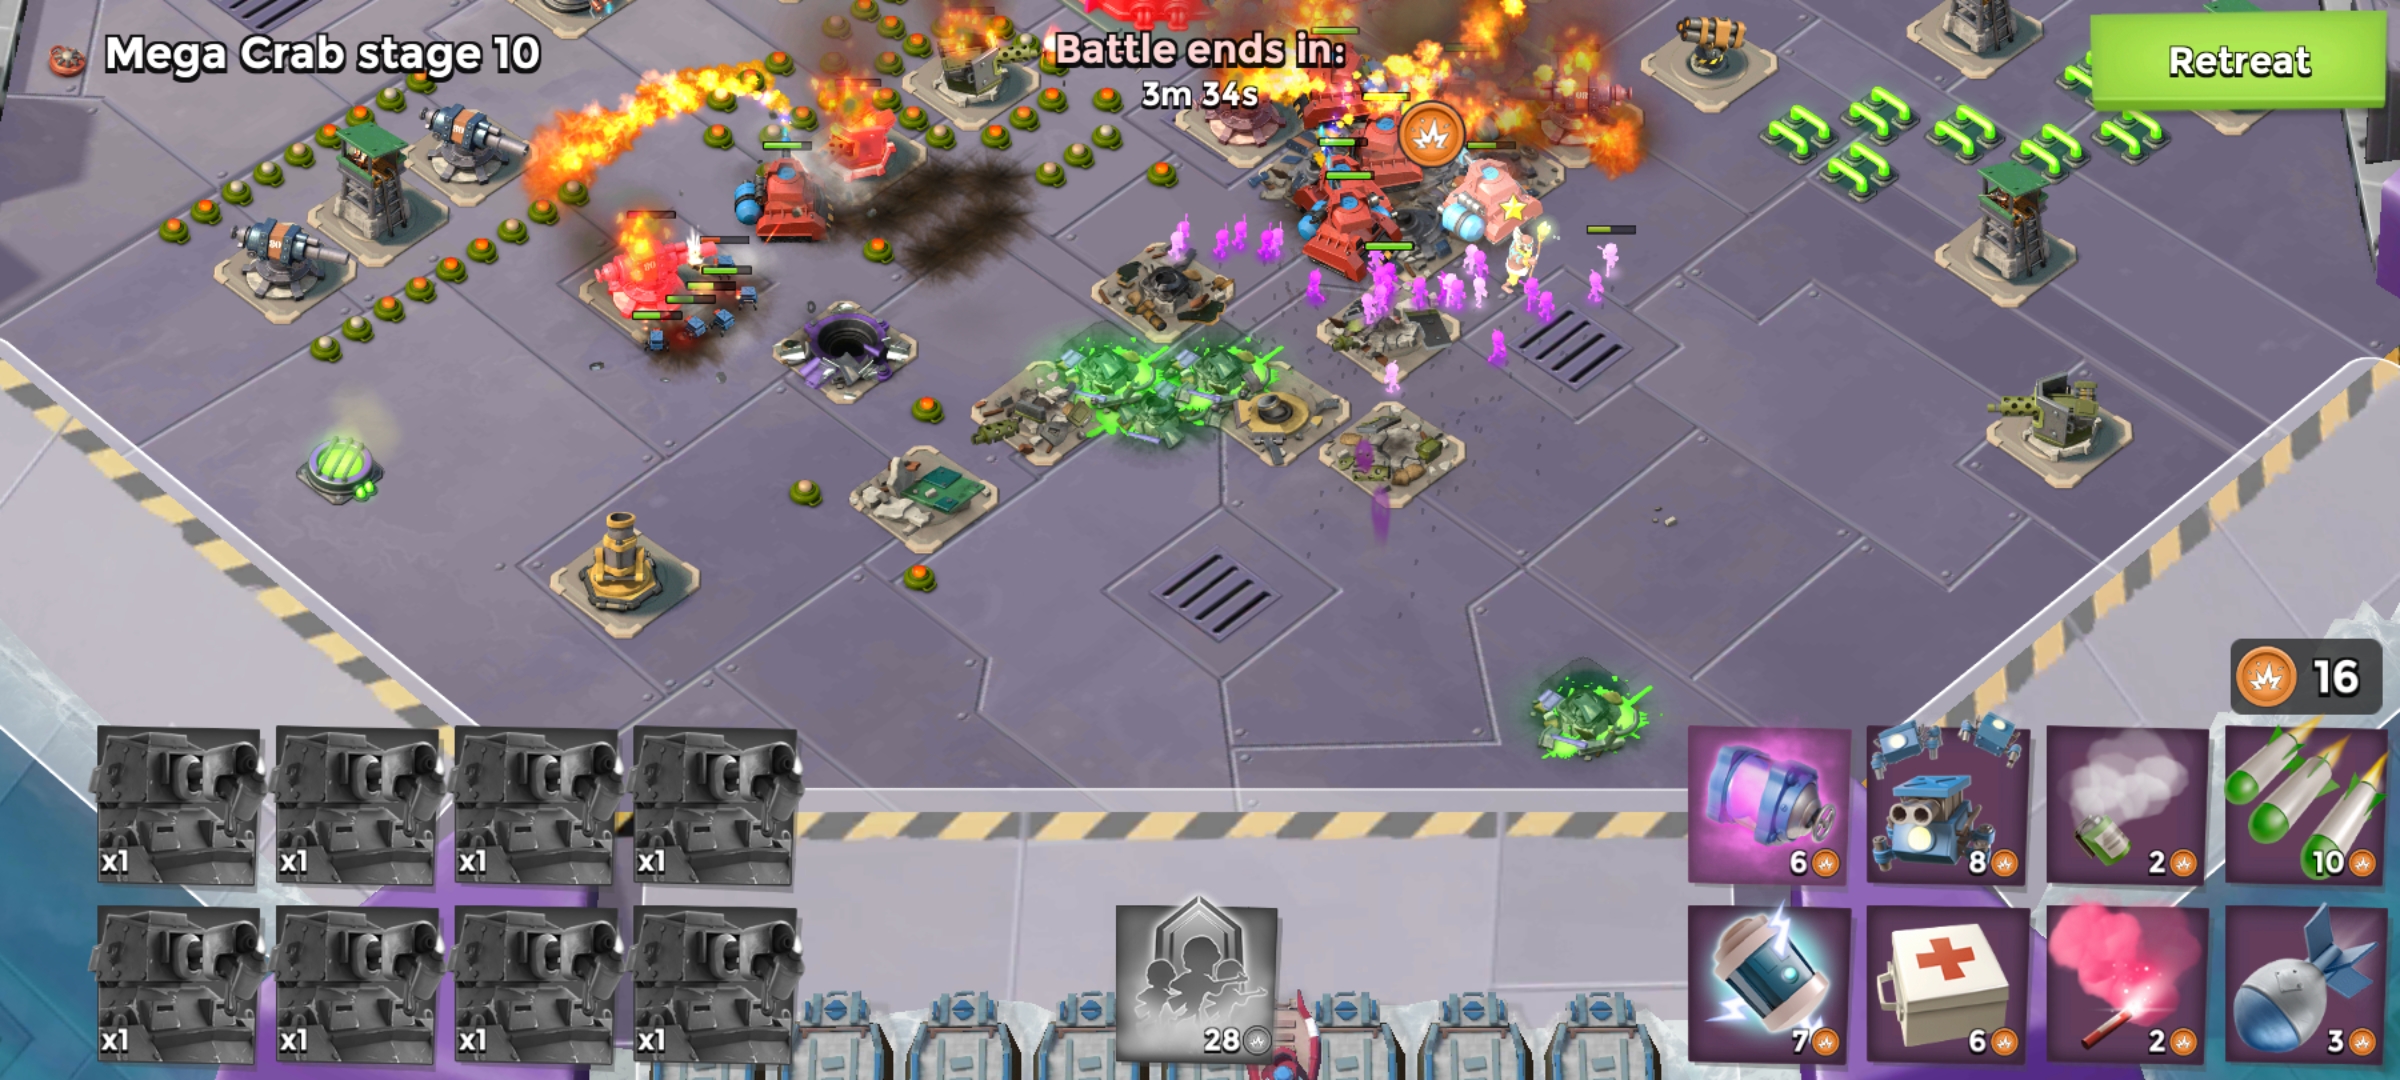 Mega Crab stage 10
Battle ends in:
3m 34s
Retreat
16
x1 x1 x1 x1
6 8 2 10
x1 x1 x1 x1
28
7 6 2 3